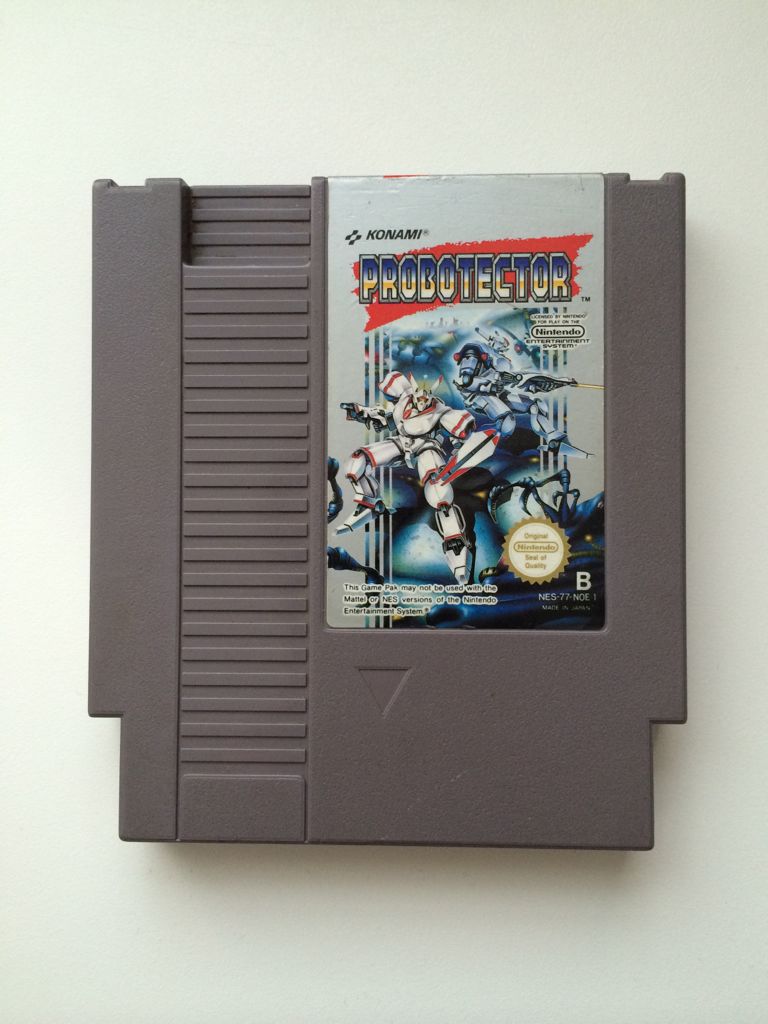 KONAMI®
PROBOTECTOR™
LICENSED BY NINTENDO
FOR PLAY ON THE
Nintendo
ENTERTAINMENT
SYSTEM®
Original
Nintendo
Seal of
Quality
B
This Game Pak may not be used with the
Mattel or NES versions of the Nintendo
Entertainment System.®
NES-77-NOE 1
MADE IN JAPAN